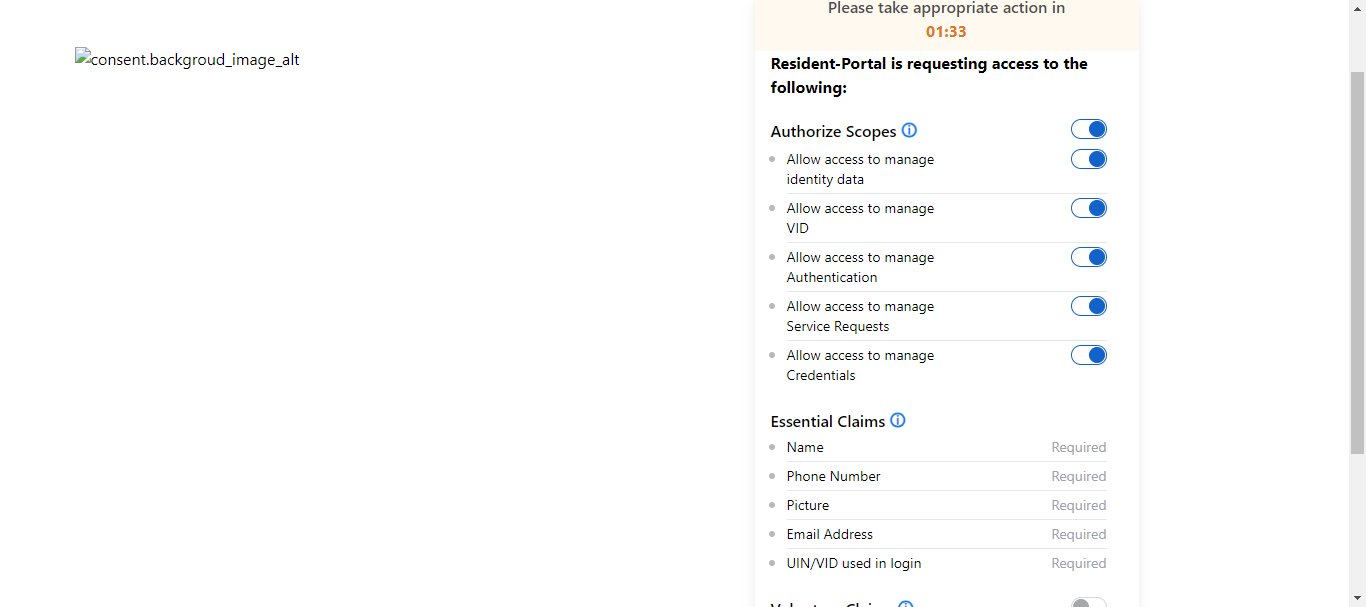 Please take appropriate action in
01:33
consent.backgroud_image_alt
Resident-Portal is requesting access to the
following:
Authorize Scopes
Allow access to manage
identity data
Allow access to manage
VID
Allow access to manage
Authentication
Allow access to manage
Service Requests
Allow access to manage
Credentials
Essential Claims
Name Required
Phone Number Required
Picture Required
Email Address Required
UIN/VID used in login Required